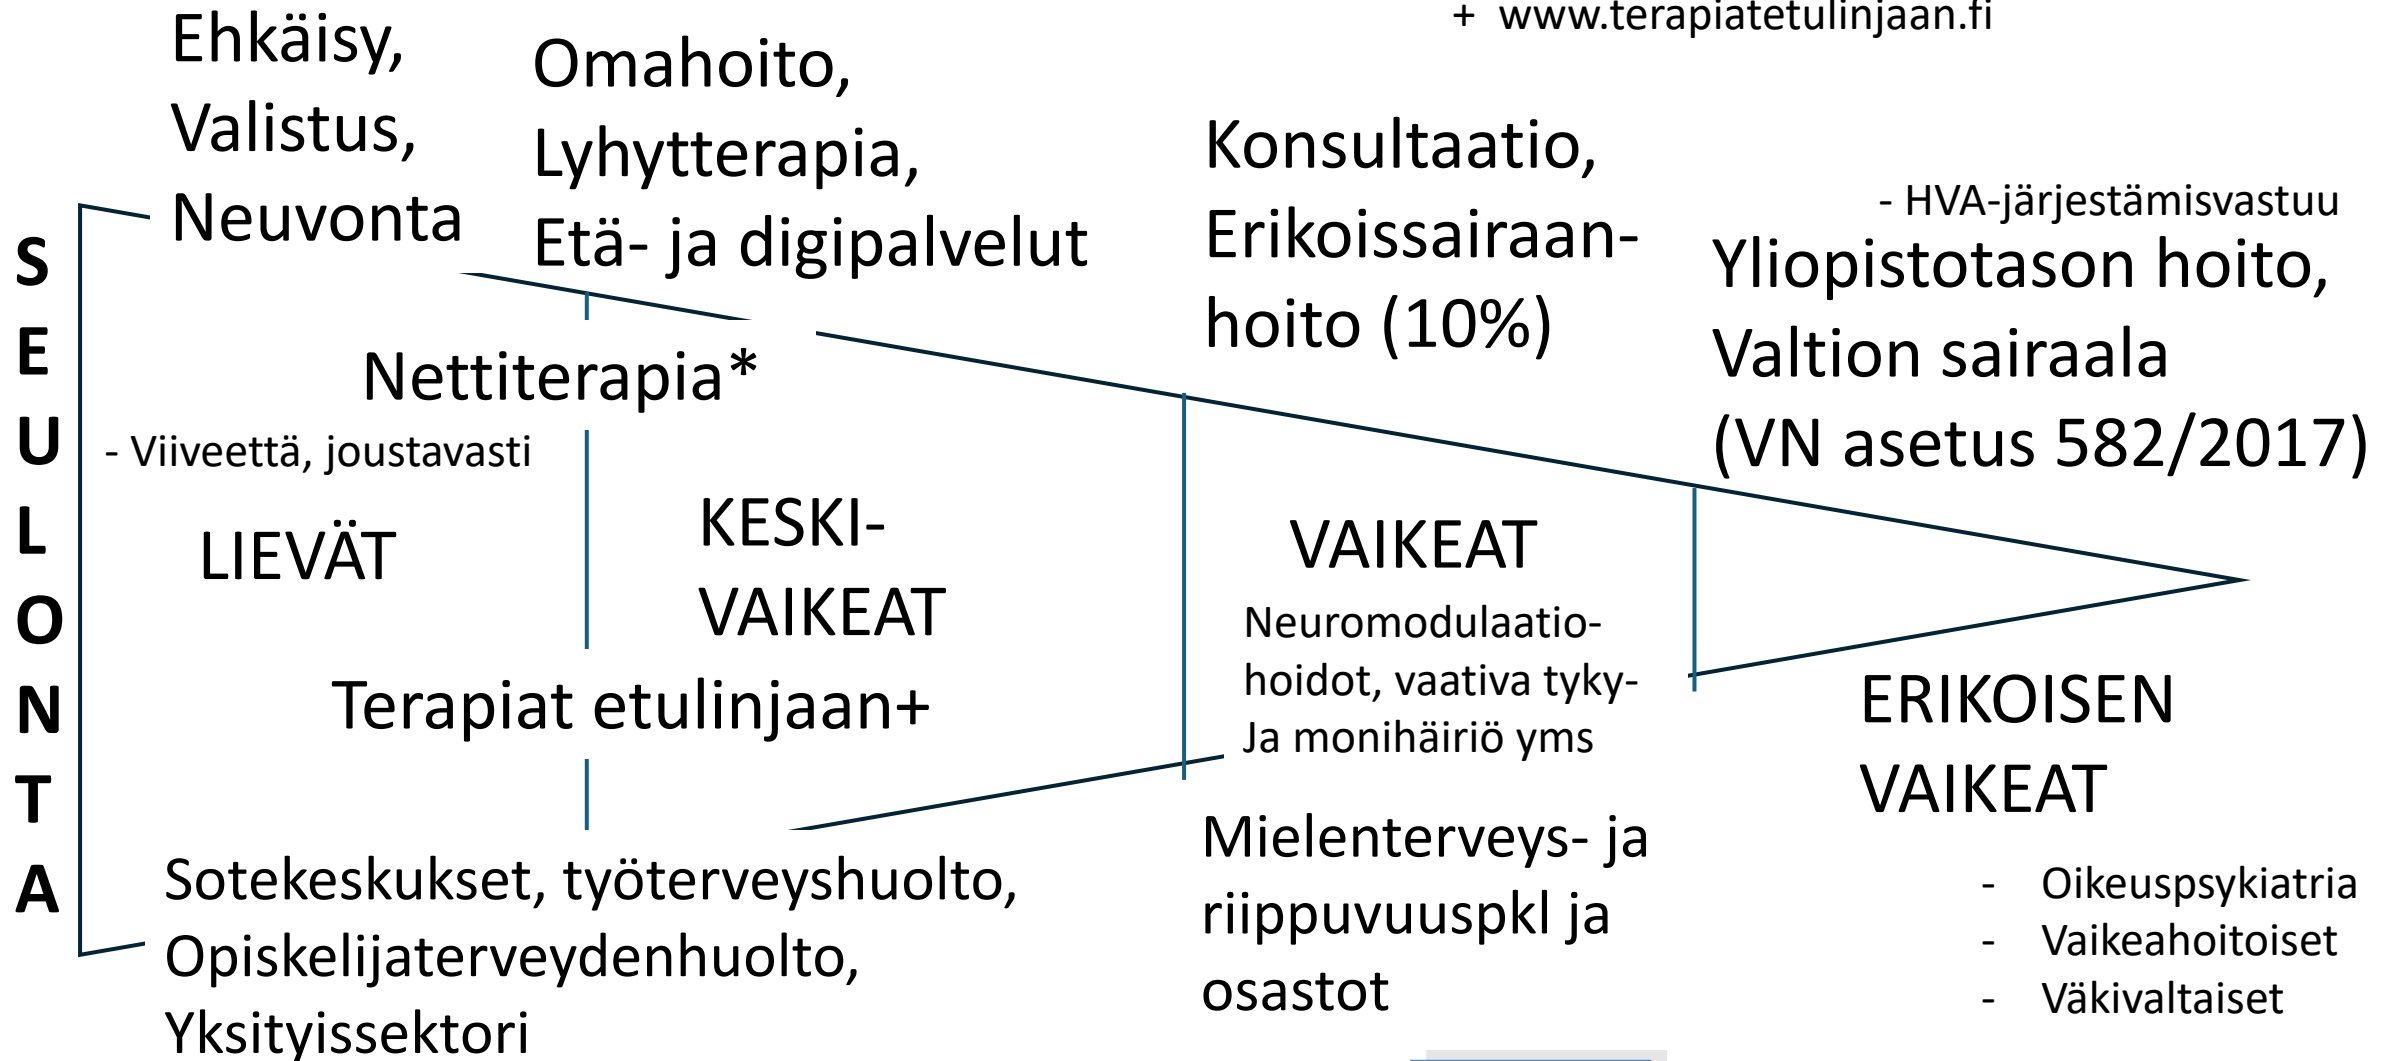 + www.terapiatetulinjaan.fi
Ehkäisy,
Valistus,
Neuvonta
Omahoito,
Lyhytterapia,
Etä- ja digipalvelut
Konsultaatio,
Erikoissairaan-
hoito (10%)
- HVA-järjestämisvastuu
Yliopistotason hoito,
Valtion sairaala
(VN asetus 582/2017)
SEULONTA
Nettiterapia*
- Viiveettä, joustavasti
LIEVÄT
KESKI-
VAIKEAT
Terapiat etulinjaan+
VAIKEAT
Neuromodulaatio-
hoidot, vaativa tyky-
Ja monihäiriö yms
ERIKOISEN
VAIKEAT
Sotekeskukset, työterveyshuolto,
Opiskelijaterveydenhuolto,
Yksityissektori
Mielenterveys- ja
riippuvuuspkl ja
osastot
- Oikeuspsykiatria
- Vaikeahoitoiset
- Väkivaltaiset